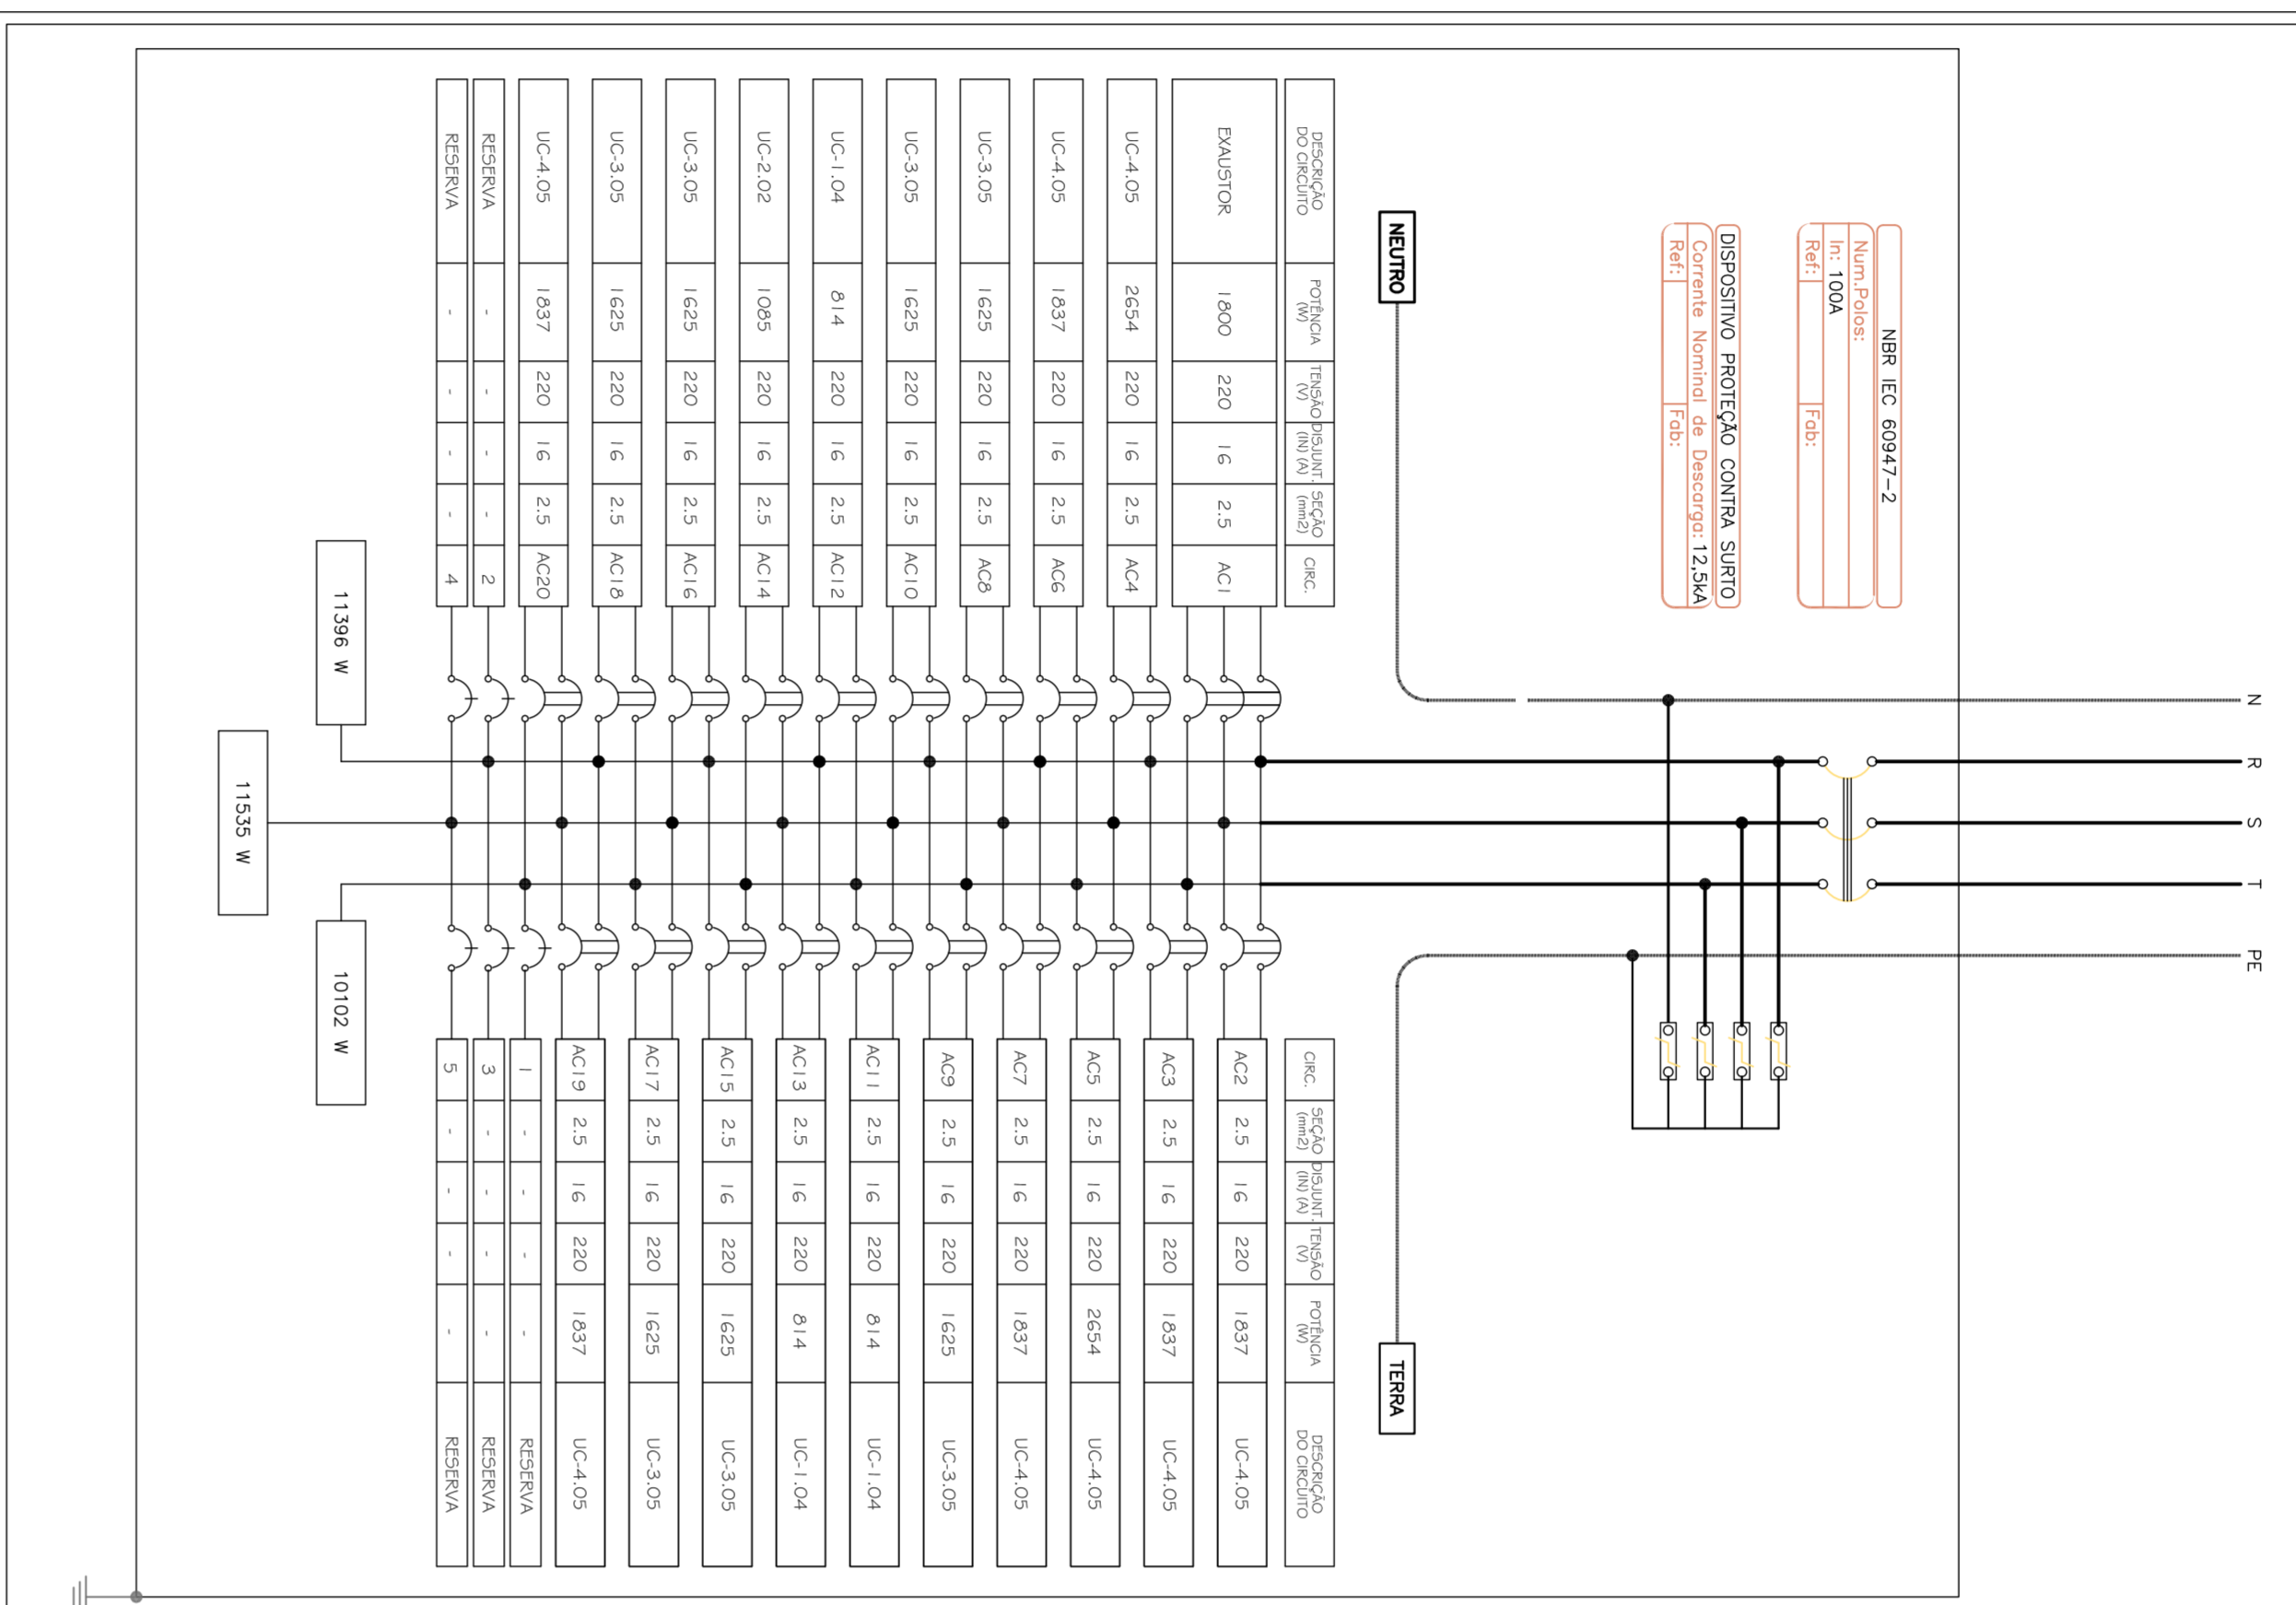 N
R
S
T
PE
NBR IEC 60947-2
Num.Polos:
In: 100A
Ref: Fab:
DISPOSITIVO PROTEÇÃO CONTRA SURTO
Corrente Nominal de Descarga: 12,5kA
Ref: Fab:
NEUTRO
TERRA
DESCRIÇÃO DO CIRCUITO POTÊNCIA (W) TENSÃO (V) DISJUNT. (IN) (A) SEÇÃO (mm2) CIRC.
EXAUSTOR 1800 220 16 2.5 AC1
UC-4.05 2654 220 16 2.5 AC4
UC-4.05 1837 220 16 2.5 AC6
UC-3.05 1625 220 16 2.5 AC8
UC-3.05 1625 220 16 2.5 AC10
UC-1.04 814 220 16 2.5 AC12
UC-2.02 1085 220 16 2.5 AC14
UC-3.05 1625 220 16 2.5 AC16
UC-3.05 1625 220 16 2.5 AC18
UC-4.05 1837 220 16 2.5 AC20
RESERVA - - - - 2
RESERVA - - - - 4
CIRC. SEÇÃO (mm2) DISJUNT. (IN) (A) TENSÃO (V) POTÊNCIA (W) DESCRIÇÃO DO CIRCUITO
AC2 2.5 16 220 1837 UC-4.05
AC3 2.5 16 220 1837 UC-4.05
AC5 2.5 16 220 2654 UC-4.05
AC7 2.5 16 220 1837 UC-4.05
AC9 2.5 16 220 1625 UC-3.05
AC11 2.5 16 220 814 UC-1.04
AC13 2.5 16 220 814 UC-1.04
AC15 2.5 16 220 1625 UC-3.05
AC17 2.5 16 220 1625 UC-3.05
AC19 2.5 16 220 1837 UC-4.05
1 - - - - RESERVA
3 - - - - RESERVA
5 - - - - RESERVA
11396 W
11535 W
10102 W